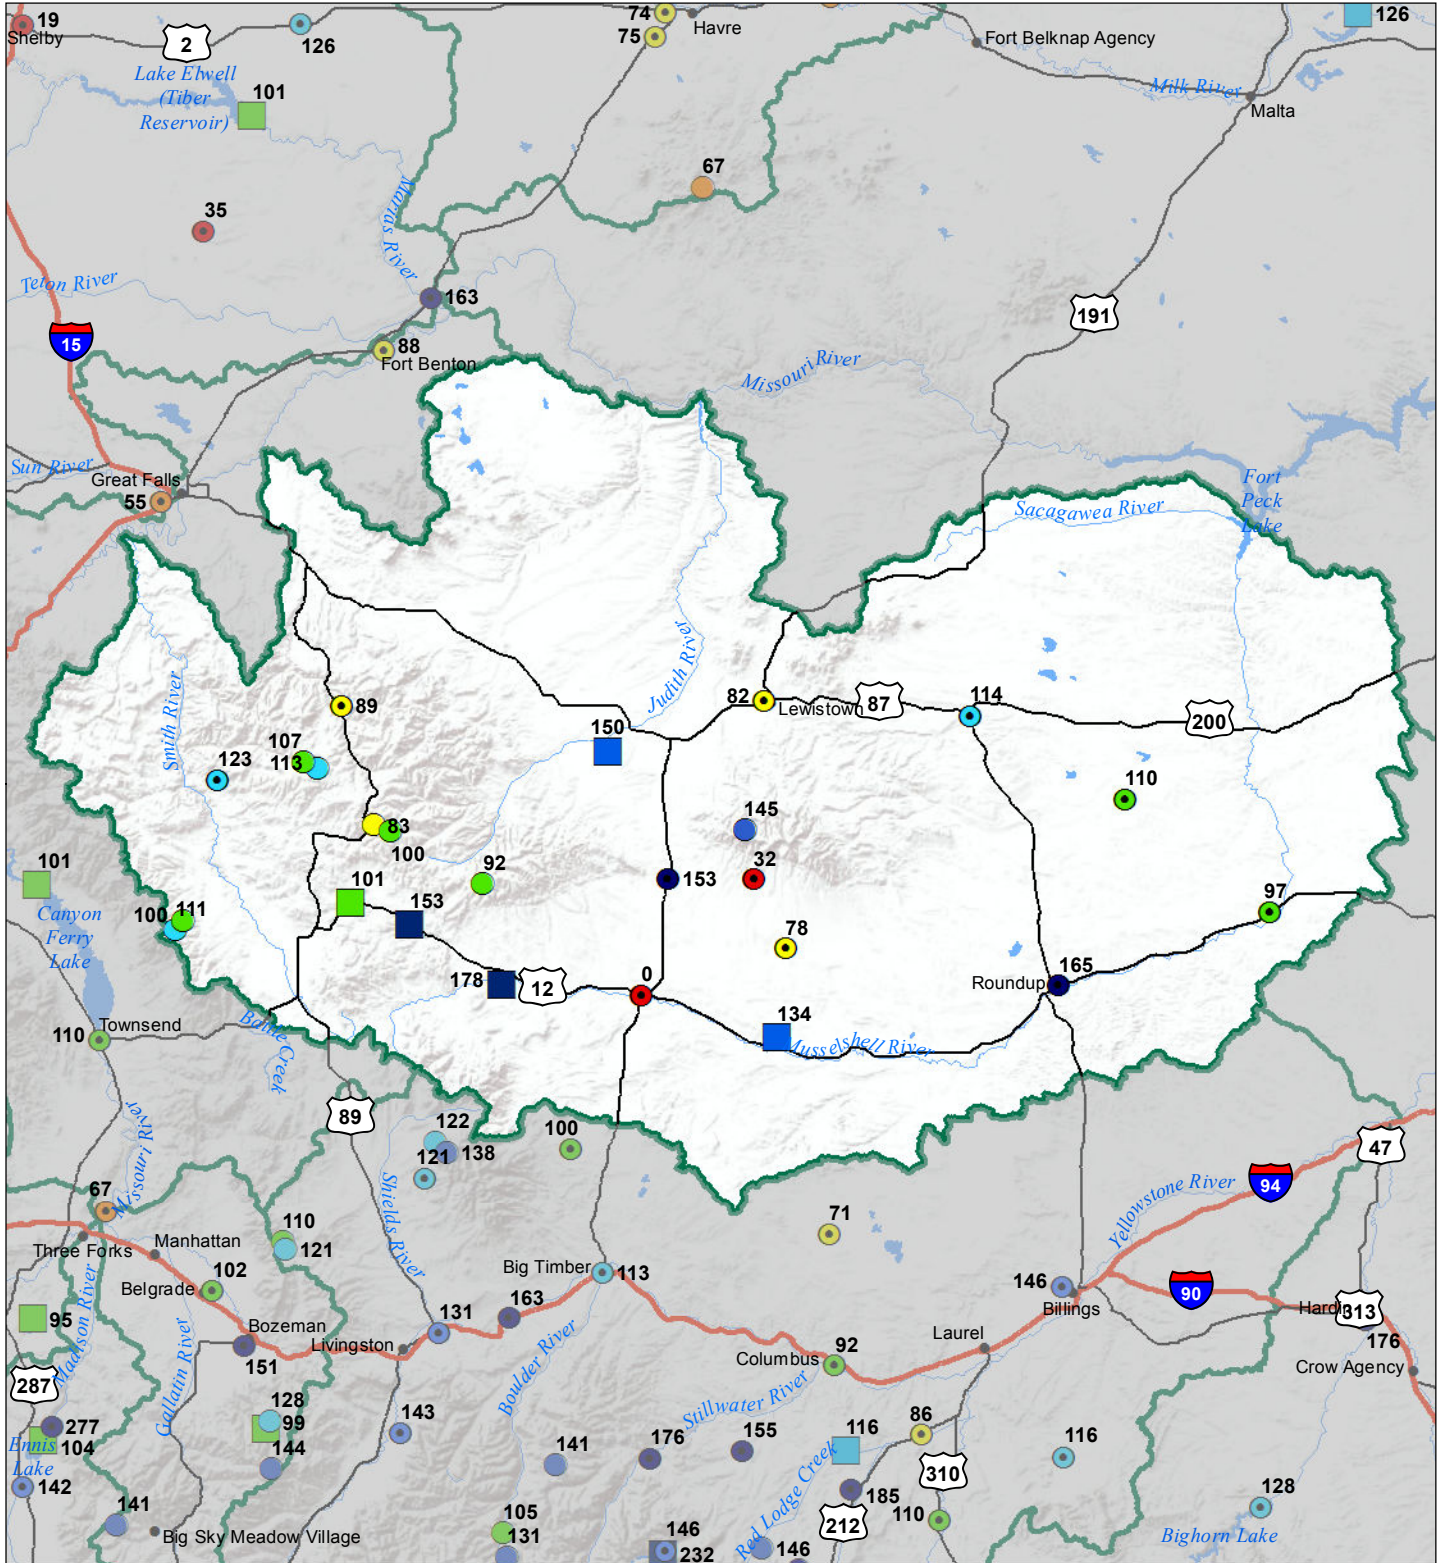 19
Shelby
2
126
74
75
Havre
Fort Belknap Agency
126
Lake Elwell
(Tiber
Reservoir)
101
Milk River
Malta
67
Marias River
35
Teton River
163
191
15
88
Fort Benton
Missouri River
Sun River
Great Falls
55
Fort
Peck
Lake
Sacagawea River
Judith River
Smith River
89
82
Lewistown
87
114
200
150
107
113
123
110
145
83
100
92
32
153
101
153
101
Canyon
Ferry
Lake
100
111
97
78
178
12
0
165
Roundup
134
Musselshell River
110
Townsend
Battle Creek
89
Missouri River
122
138
121
100
47
Shields River
94
Yellowstone River
67
Three Forks
Manhattan
110
121
71
Belgrade
102
Big Timber
113
146
Billings
90
Hardin
313
176
95
Madison River
Bozeman
151
Gallatin River
Livingston
131
163
Boulder River
Laurel
Columbus
92
Crow Agency
287
128
99
144
143
Stillwater River
277
104
Ennis
Lake
142
141
176
155
116
86
116
Red Lodge Creek
310
185
212
110
128
Bighorn Lake
141
Big Sky Meadow Village
105
131
146
232
146